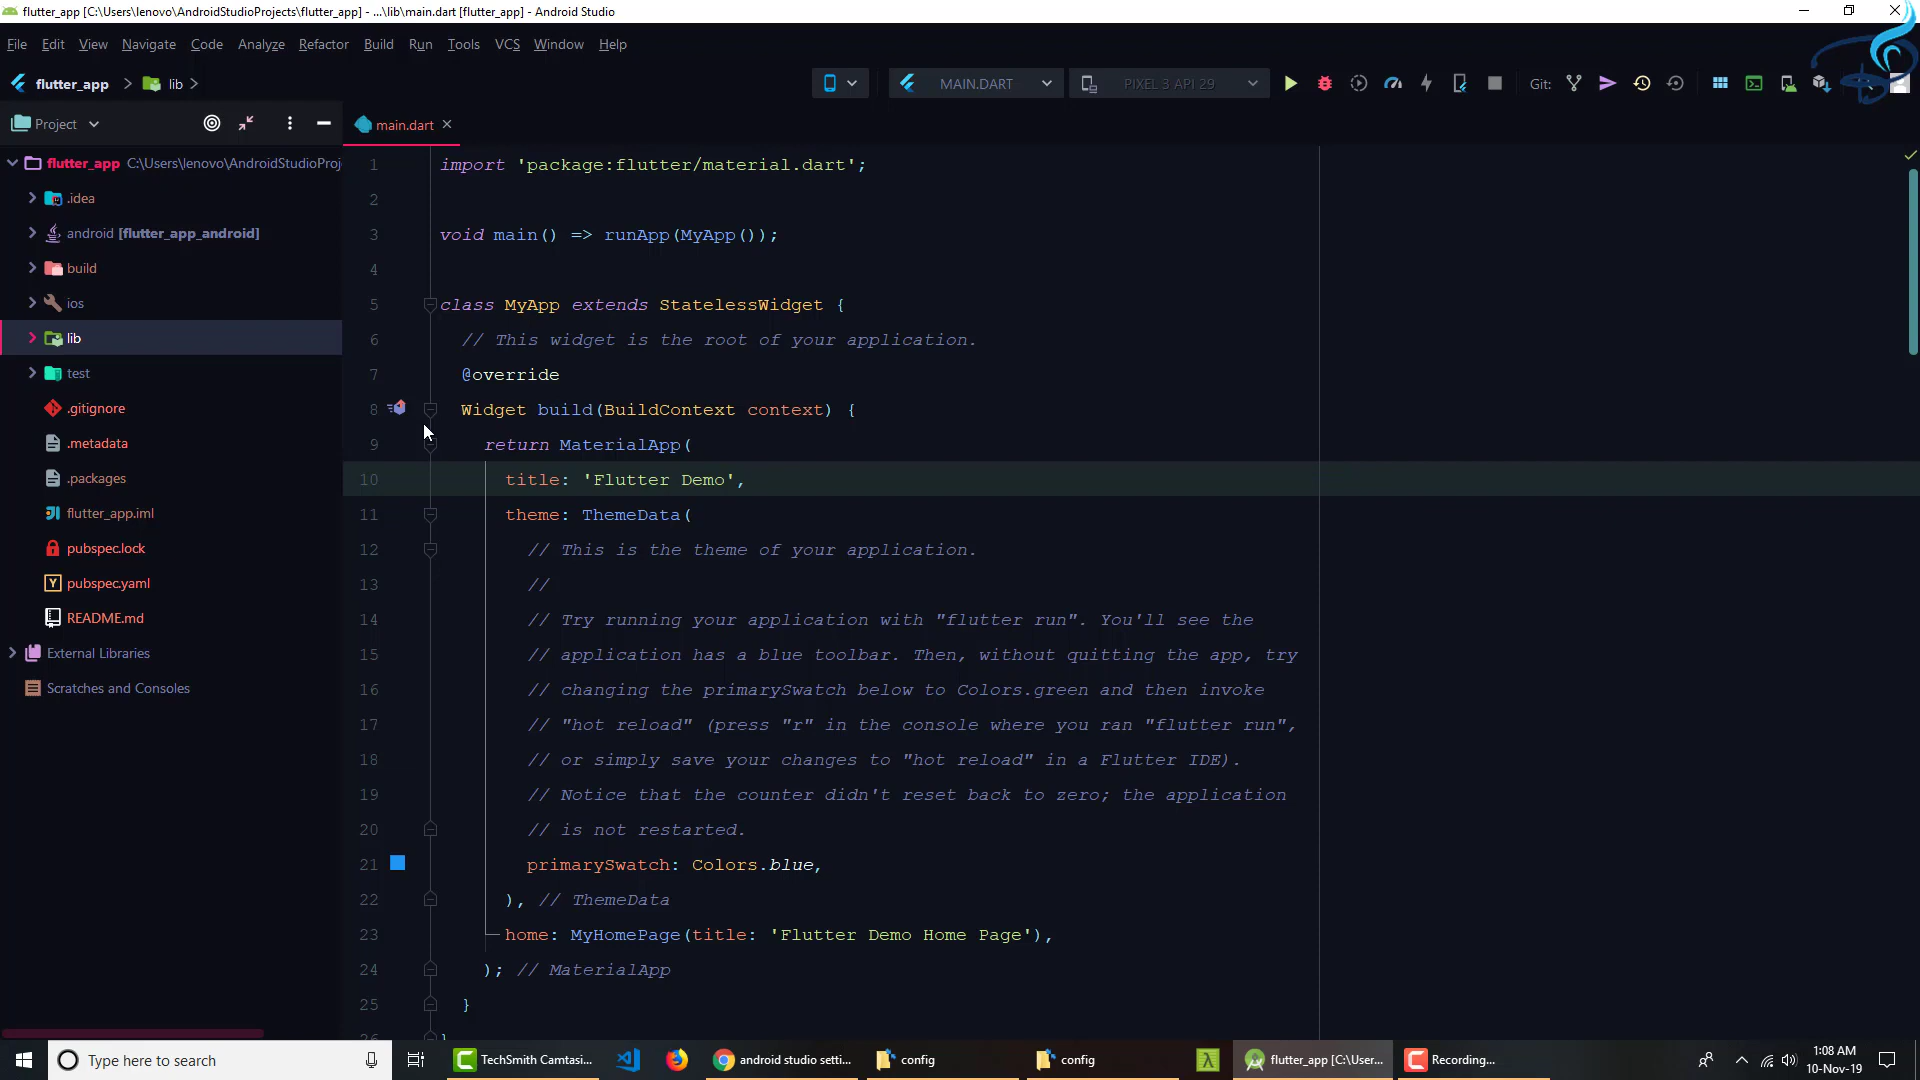 flutter_app [C:\Users\lenovo\AndroidStudioProjects\flutter_app] - ...\lib\main.dart [flutter_app] - Android Studio
File Edit View Navigate Code Analyze Refactor Build Run Tools VCS Window Help
flutter_app lib MAIN.DART PIXEL 3 API 29 Git:
Project main.dart
flutter_app C:\Users\lenovo\AndroidStudioProj
.idea
android [flutter_app_android]
build
ios
lib
test
.gitignore
.metadata
.packages
flutter_app.iml
pubspec.lock
pubspec.yaml
README.md
External Libraries
Scratches and Consoles
1 import 'package:flutter/material.dart';
2
3 void main() => runApp(MyApp());
4
5 class MyApp extends StatelessWidget {
6 // This widget is the root of your application.
7 @override
8 Widget build(BuildContext context) {
9 return MaterialApp(
10 title: 'Flutter Demo',
11 theme: ThemeData(
12 // This is the theme of your application.
13 //
14 // Try running your application with "flutter run". You'll see the
15 // application has a blue toolbar. Then, without quitting the app, try
16 // changing the primarySwatch below to Colors.green and then invoke
17 // "hot reload" (press "r" in the console where you ran "flutter run",
18 // or simply save your changes to "hot reload" in a Flutter IDE).
19 // Notice that the counter didn't reset back to zero; the application
20 // is not restarted.
21 primarySwatch: Colors.blue,
22 ), // ThemeData
23 home: MyHomePage(title: 'Flutter Demo Home Page'),
24 ); // MaterialApp
25 }
26 }
Type here to search TechSmith Camtasi... android studio setti... config config flutter_app [C:\User... Recording... 1:08 AM
10-Nov-19